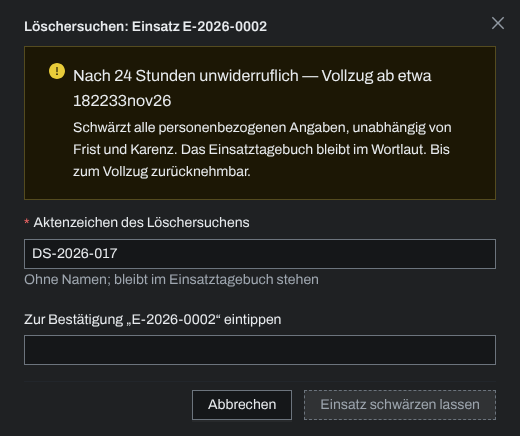 Löschersuchen: Einsatz E-2026-0002
Nach 24 Stunden unwiderruflich — Vollzug ab etwa
182233nov26
Schwärzt alle personenbezogenen Angaben, unabhängig von
Frist und Karenz. Das Einsatztagebuch bleibt im Wortlaut. Bis
zum Vollzug zurücknehmbar.
* Aktenzeichen des Löschersuchens
DS-2026-017
Ohne Namen; bleibt im Einsatztagebuch stehen
Zur Bestätigung „E-2026-0002“ eintippen
Abbrechen
Einsatz schwärzen lassen